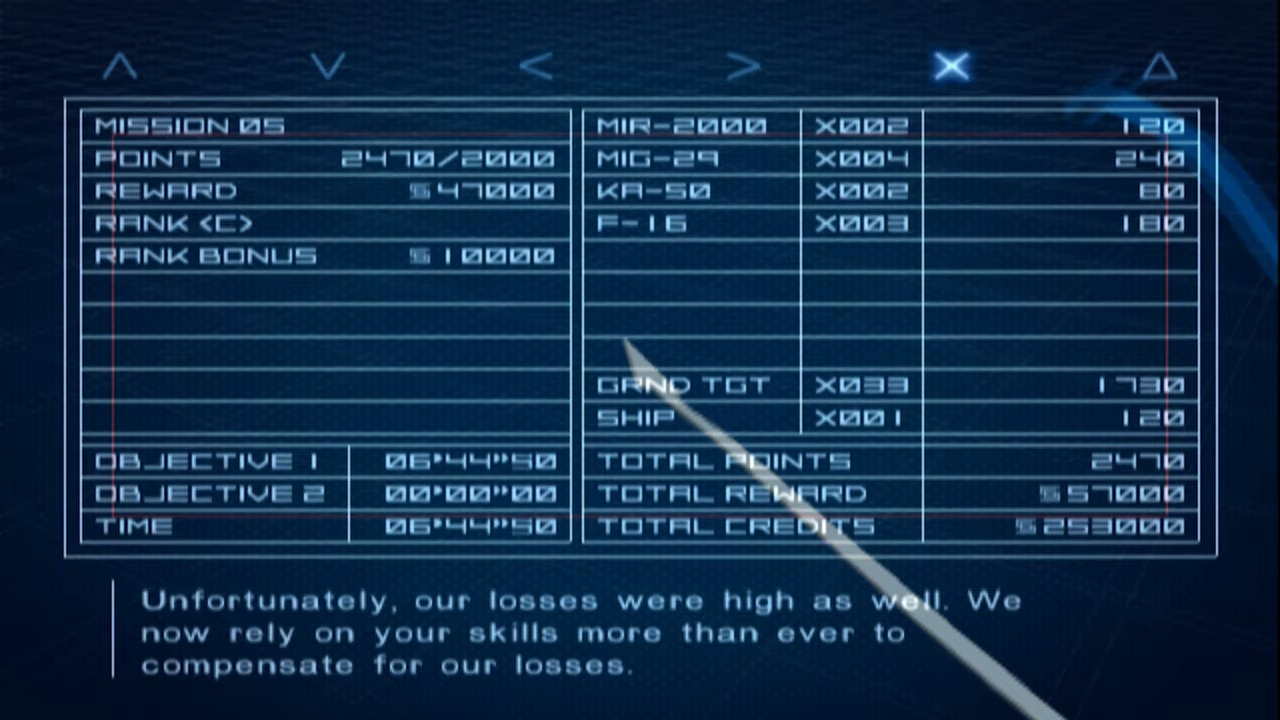 MISSION 05
POINTS 2470/2000
REWARD $47000
RANK <C>
RANK BONUS $10000
OBJECTIVE 1 06'44"50
OBJECTIVE 2 00'00"00
TIME 06'44"50
MIR-2000 X002 120
MIG-29 X004 240
KA-50 X002 80
F-16 X003 180
GRND TGT X033 1730
SHIP X001 120
TOTAL POINTS 2470
TOTAL REWARD $57000
TOTAL CREDITS $253000
Unfortunately, our losses were high as well. We
now rely on your skills more than ever to
compensate for our losses.